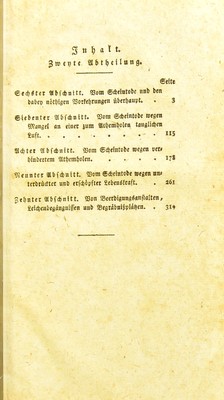 Inhalt.
Zweyte Abtheilung.
Seite
Sechster Abschnitt. Vom Scheintode und den
dabey nöthigen Vorkehrungen überhaupt. . 3
Siebenter Abschnitt. Vom Scheintode wegen
Mangel an einer zum Athemholen tauglichen
Luft. . . . . . . . 115
Achter Abschnitt. Vom Scheintode wegen ver-
hindertem Athemholen. . . . . 178
Neunter Abschnitt. Vom Scheintode wegen un-
terdrückter und erschöpfter Lebenskraft. . 261
Zehnter Abschnitt. Von Beerdigungsanstalten,
Leichenbegängnissen und Begräbnißplätzen. . 314